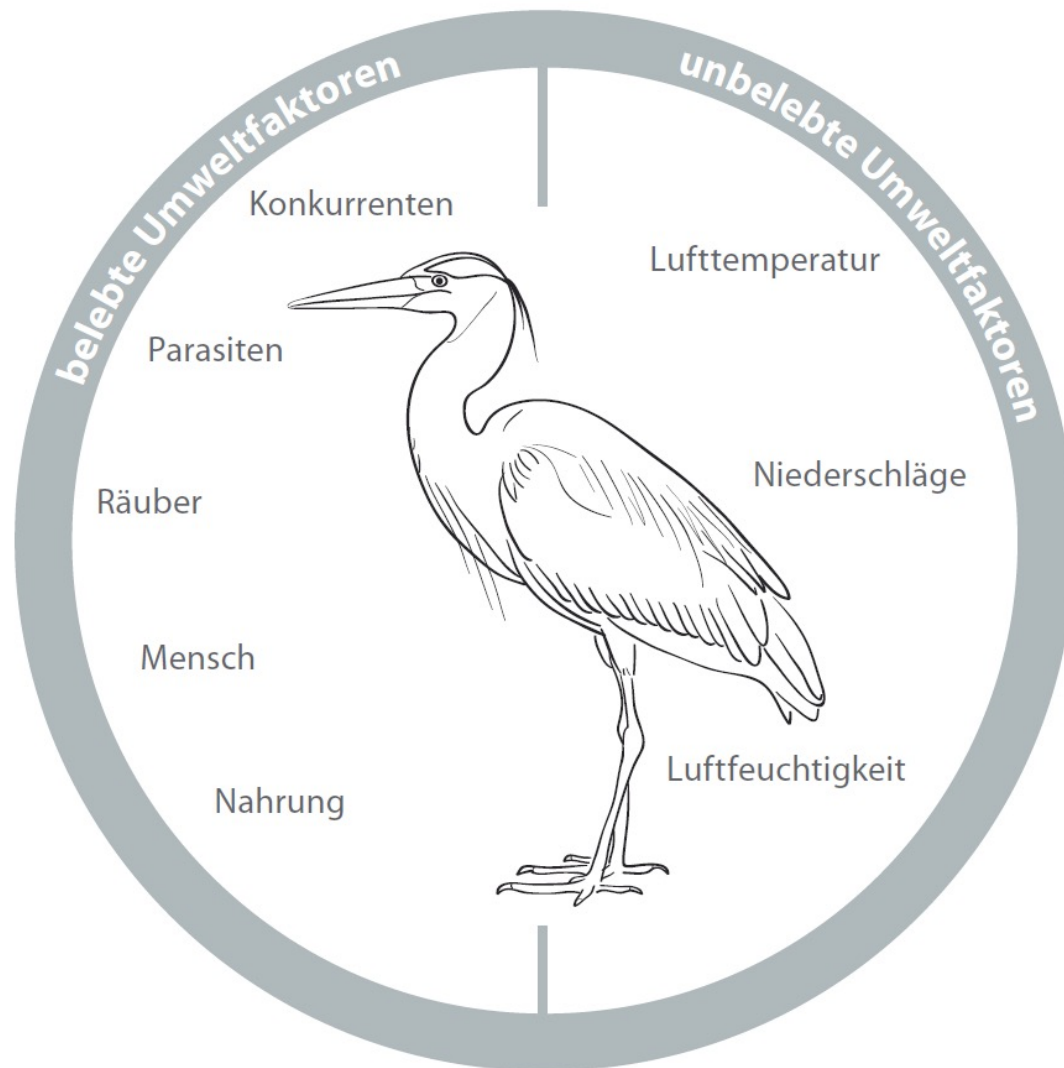 belebte Umweltfaktoren
unbelebte Umweltfaktoren
Konkurrenten
Lufttemperatur
Parasiten
Niederschläge
Räuber
Mensch
Luftfeuchtigkeit
Nahrung